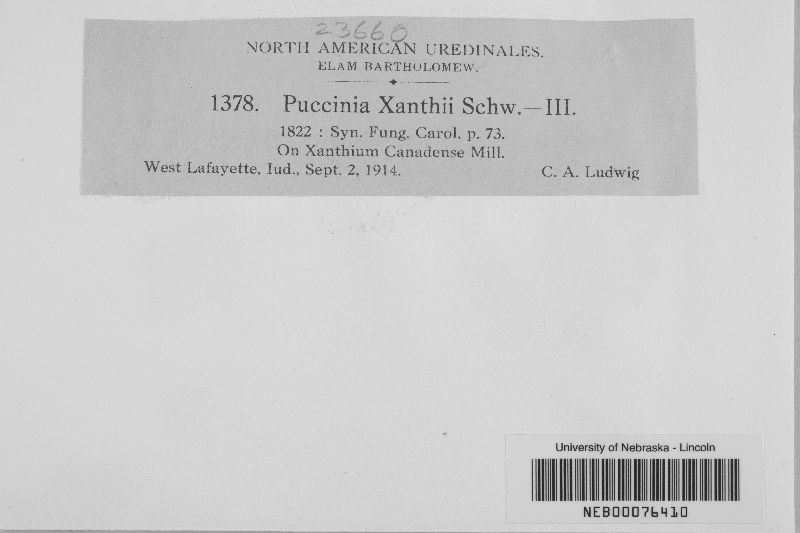 23660
NORTH AMERICAN UREDINALES.
ELAM BARTHOLOMEW.
1378. Puccinia Xanthii Schw.—III.
1822 : Syn. Fung. Carol. p. 73.
On Xanthium Canadense Mill.
West Lafayette, Iud., Sept. 2, 1914. C. A. Ludwig
University of Nebraska - Lincoln
NEB00076410